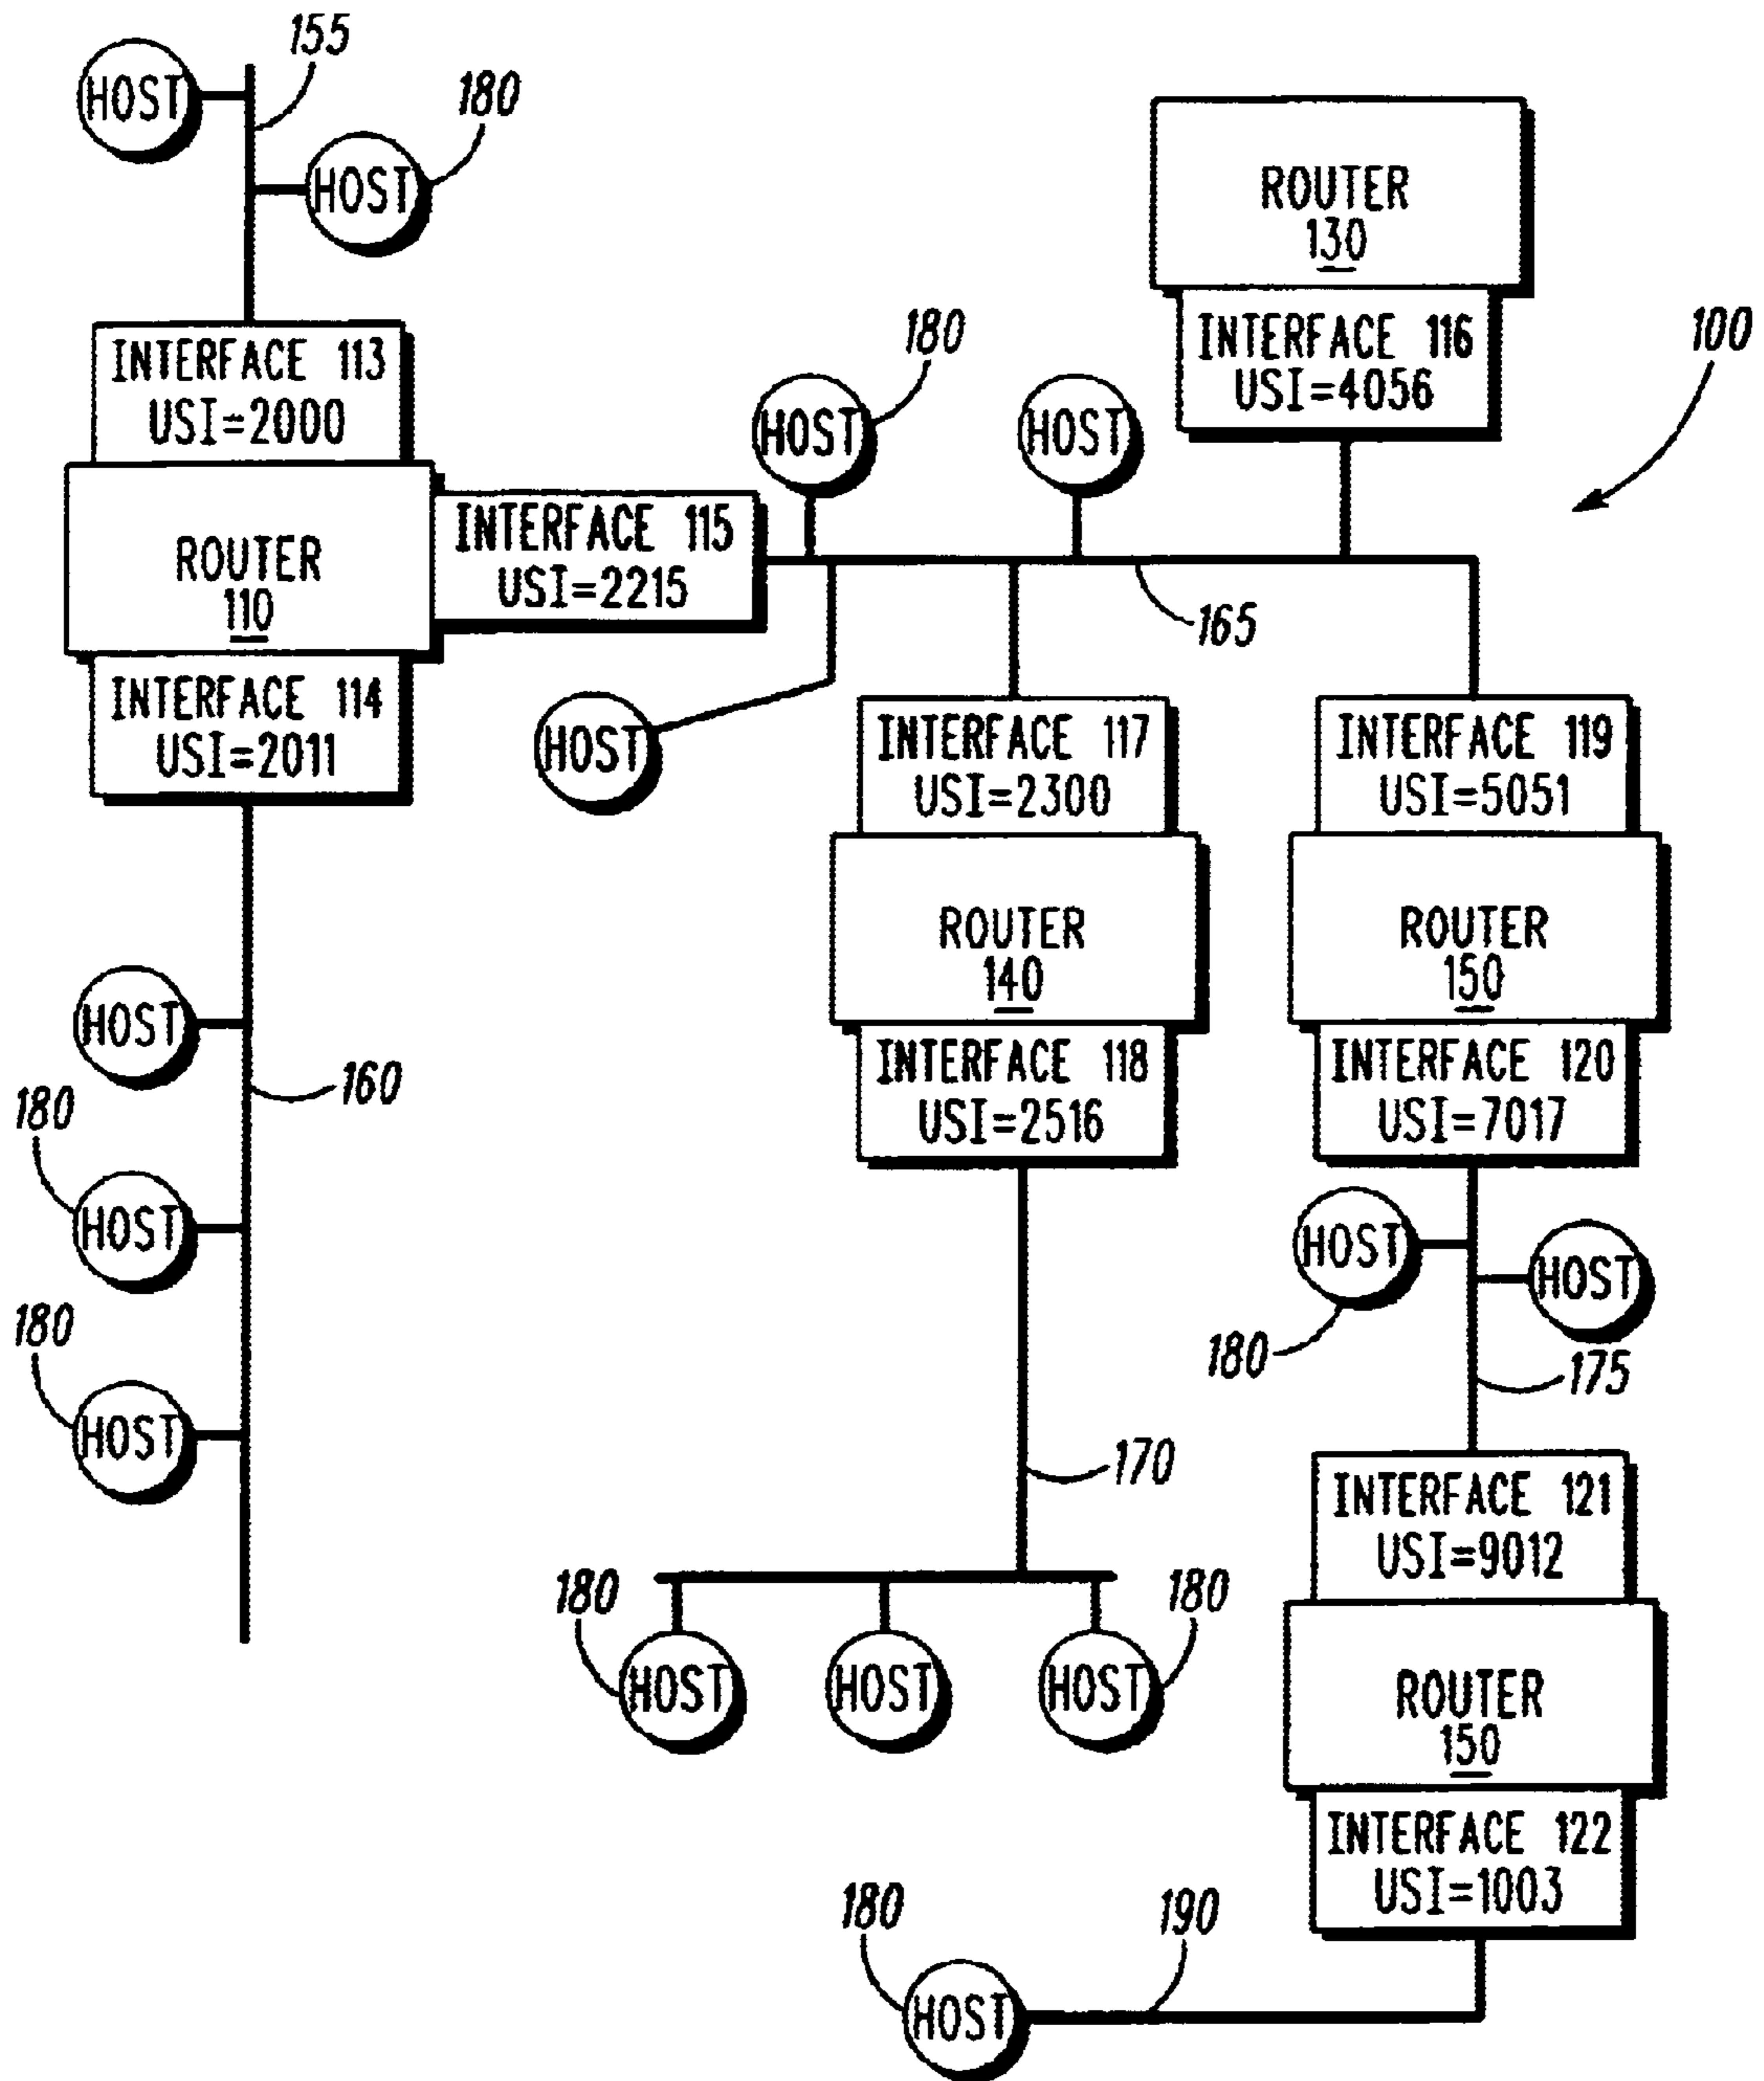 155
HOST
180
HOST
ROUTER
130
INTERFACE 116
USI=4056
100
INTERFACE 113
USI=2000
180
HOST
HOST
ROUTER
110
INTERFACE 115
USI=2215
165
INTERFACE 114
USI=2011
HOST
INTERFACE 117
USI=2300
INTERFACE 119
USI=5051
ROUTER
140
ROUTER
150
INTERFACE 118
USI=2516
INTERFACE 120
USI=7017
HOST
160
180
HOST
180
HOST
HOST
HOST
180
175
170
INTERFACE 121
USI=9012
180
HOST
HOST
180
HOST
ROUTER
150
INTERFACE 122
USI=1003
180
HOST
190